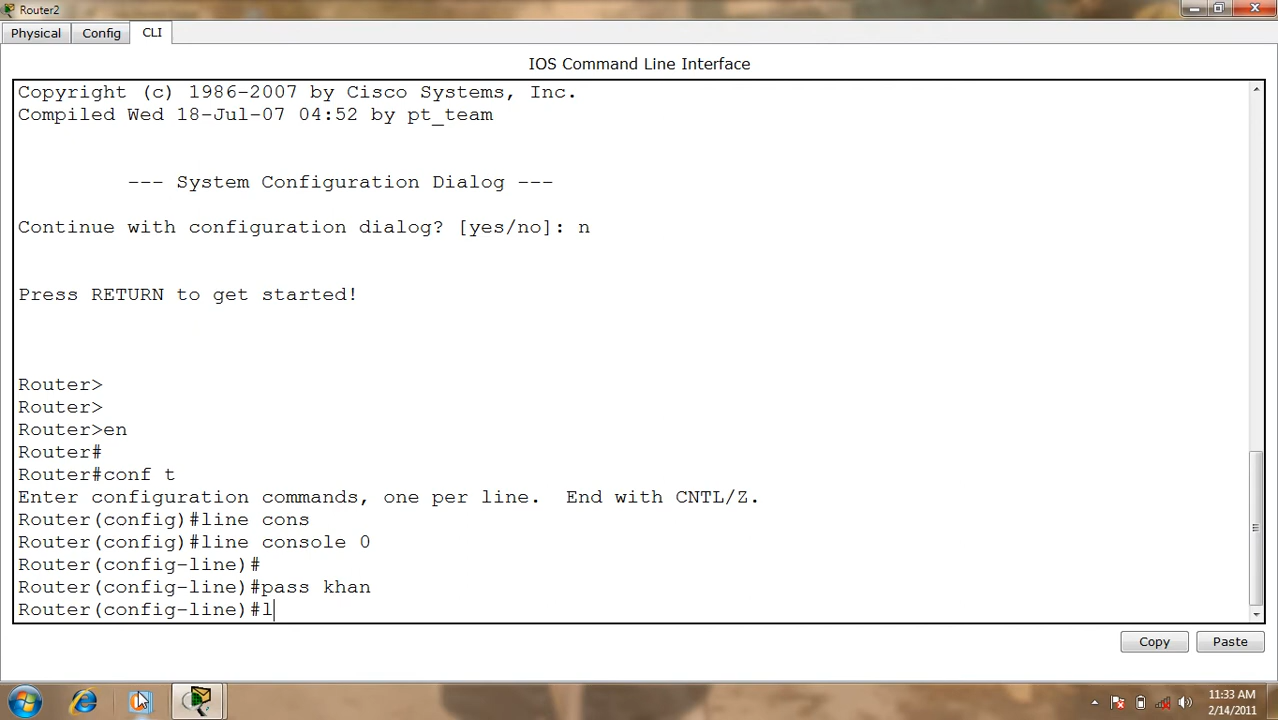 Router2
Physical Config CLI
IOS Command Line Interface
Copyright (c) 1986-2007 by Cisco Systems, Inc.
Compiled Wed 18-Jul-07 04:52 by pt_team
--- System Configuration Dialog ---
Continue with configuration dialog? [yes/no]: n
Press RETURN to get started!
Router>
Router>
Router>en
Router#
Router#conf t
Enter configuration commands, one per line.  End with CNTL/Z.
Router(config)#line cons
Router(config)#line console 0
Router(config-line)#
Router(config-line)#pass khan
Router(config-line)#l
Copy Paste
11:33 AM
2/14/2011